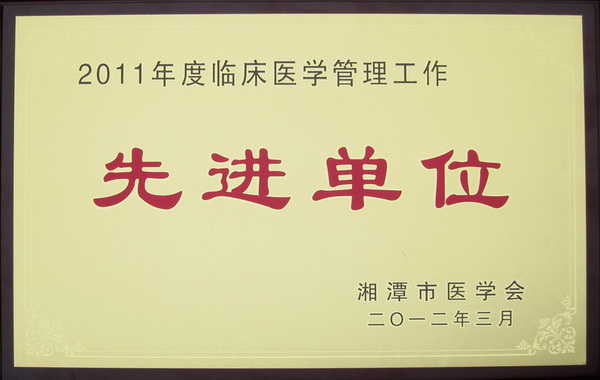 2011年度临床医学管理工作
先进单位
湘潭市医学会
二〇一二年三月